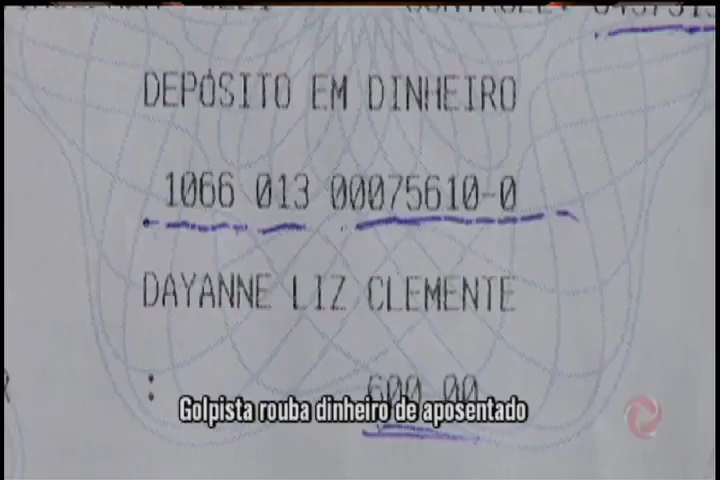 DEPÓSITO EM DINHEIRO
1066 013 00075610-0
DAYANNE LIZ CLEMENTE
: 600,00
Golpista rouba dinheiro de aposentado